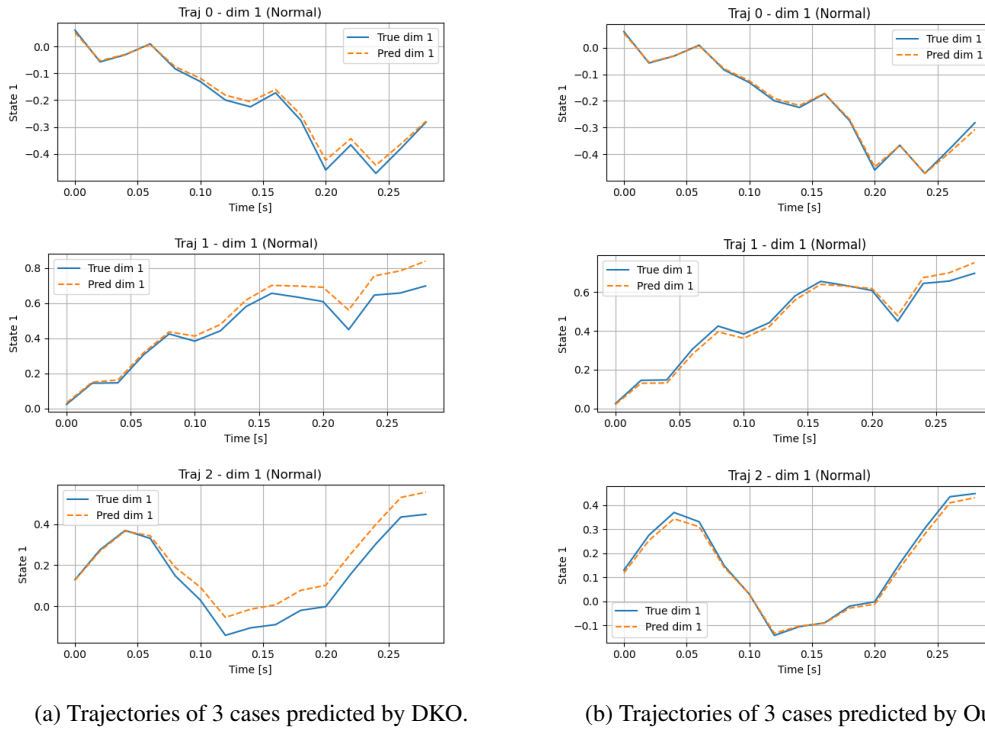 Traj 0 - dim 1 (Normal)
True dim 1
Pred dim 1
State 1
0.0
−0.1
−0.2
−0.3
−0.4
0.00 0.05 0.10 0.15 0.20 0.25
Time [s]
Traj 1 - dim 1 (Normal)
True dim 1
Pred dim 1
State 1
0.8
0.6
0.4
0.2
0.0
0.00 0.05 0.10 0.15 0.20 0.25
Time [s]
Traj 2 - dim 1 (Normal)
True dim 1
Pred dim 1
State 1
0.4
0.2
0.0
0.00 0.05 0.10 0.15 0.20 0.25
Time [s]
(a) Trajectories of 3 cases predicted by DKO.
Traj 0 - dim 1 (Normal)
True dim 1
Pred dim 1
State 1
0.0
−0.1
−0.2
−0.3
−0.4
0.00 0.05 0.10 0.15 0.20 0.25
Time [s]
Traj 1 - dim 1 (Normal)
True dim 1
Pred dim 1
State 1
0.6
0.4
0.2
0.0
0.00 0.05 0.10 0.15 0.20 0.25
Time [s]
Traj 2 - dim 1 (Normal)
True dim 1
Pred dim 1
State 1
0.4
0.3
0.2
0.1
0.0
−0.1
0.00 0.05 0.10 0.15 0.20 0.25
Time [s]
(b) Trajectories of 3 cases predicted by